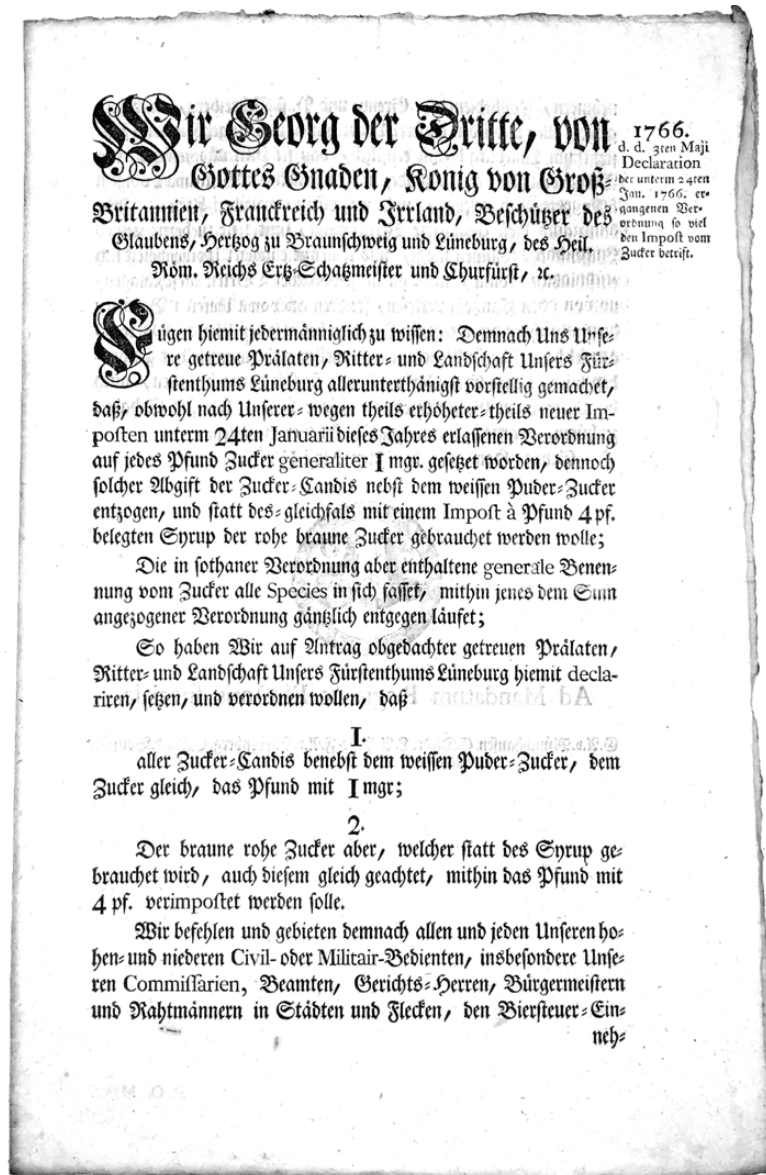 Wir Georg der Dritte, von
Gottes Gnaden, König von Groß-
Britannien, Franckreich und Irrland, Beschützer des
Glaubens, Hertzog zu Braunschweig und Lüneburg, des Heil.
Röm. Reichs Ertz-Schatzmeister und Churfürst, ꝛc.
1766.
d. d. 3ten Maji
Declaration
der unterm 24ten
Jan. 1766. er-
gangenen Ver-
ordnung so viel
den Impost vom
Zucker betrift.
Fügen hiemit jedermänniglich zu wissen: Demnach Uns Unse-
re getreue Prälaten, Ritter- und Landschaft Unsers Für-
stenthums Lüneburg allerunterthänigst vorstellig gemachet,
daß, obwohl nach Unserer-wegen theils erhöheter-theils neuer Im-
posten unterm 24ten Januarii dieses Jahres erlassenen Verordnung
auf jedes Pfund Zucker generaliter 1 mgr. gesetzet worden, dennoch
solcher Abgift der Zucker-Candis nebst dem weissen Puder-Zucker
entzogen, und statt des-gleichfals mit einem Impost à Pfund 4 pf.
belegten Syrup der rohe braune Zucker gebrauchet werden wolle;
Die in sothaner Verordnung aber enthaltene generale Benen-
nung vom Zucker alle Species in sich fasset, mithin jenes dem Sinn
angezogener Verordnung gäntzlich entgegen läufet;
So haben Wir auf Antrag obgedachter getreuen Prälaten,
Ritter- und Landschaft Unsers Fürstenthums Lüneburg hiemit decla-
riren, setzen, und verordnen wollen, daß
1.
aller Zucker-Candis benebst dem weissen Puder-Zucker, dem
Zucker gleich, das Pfund mit 1 mgr;
2.
Der braune rohe Zucker aber, welcher statt des Syrup ge-
brauchet wird, auch diesem gleich geachtet, mithin das Pfund mit
4 pf. verimpostet werden solle.
Wir befehlen und gebieten demnach allen und jeden Unseren ho-
hen- und niederen Civil- oder Militair-Bedienten, insbesondere Unse-
ren Commissarien, Beamten, Gerichts-Herren, Bürgermeistern
und Rahtmännern in Städten und Flecken, den Biersteuer-Ein-
neh-